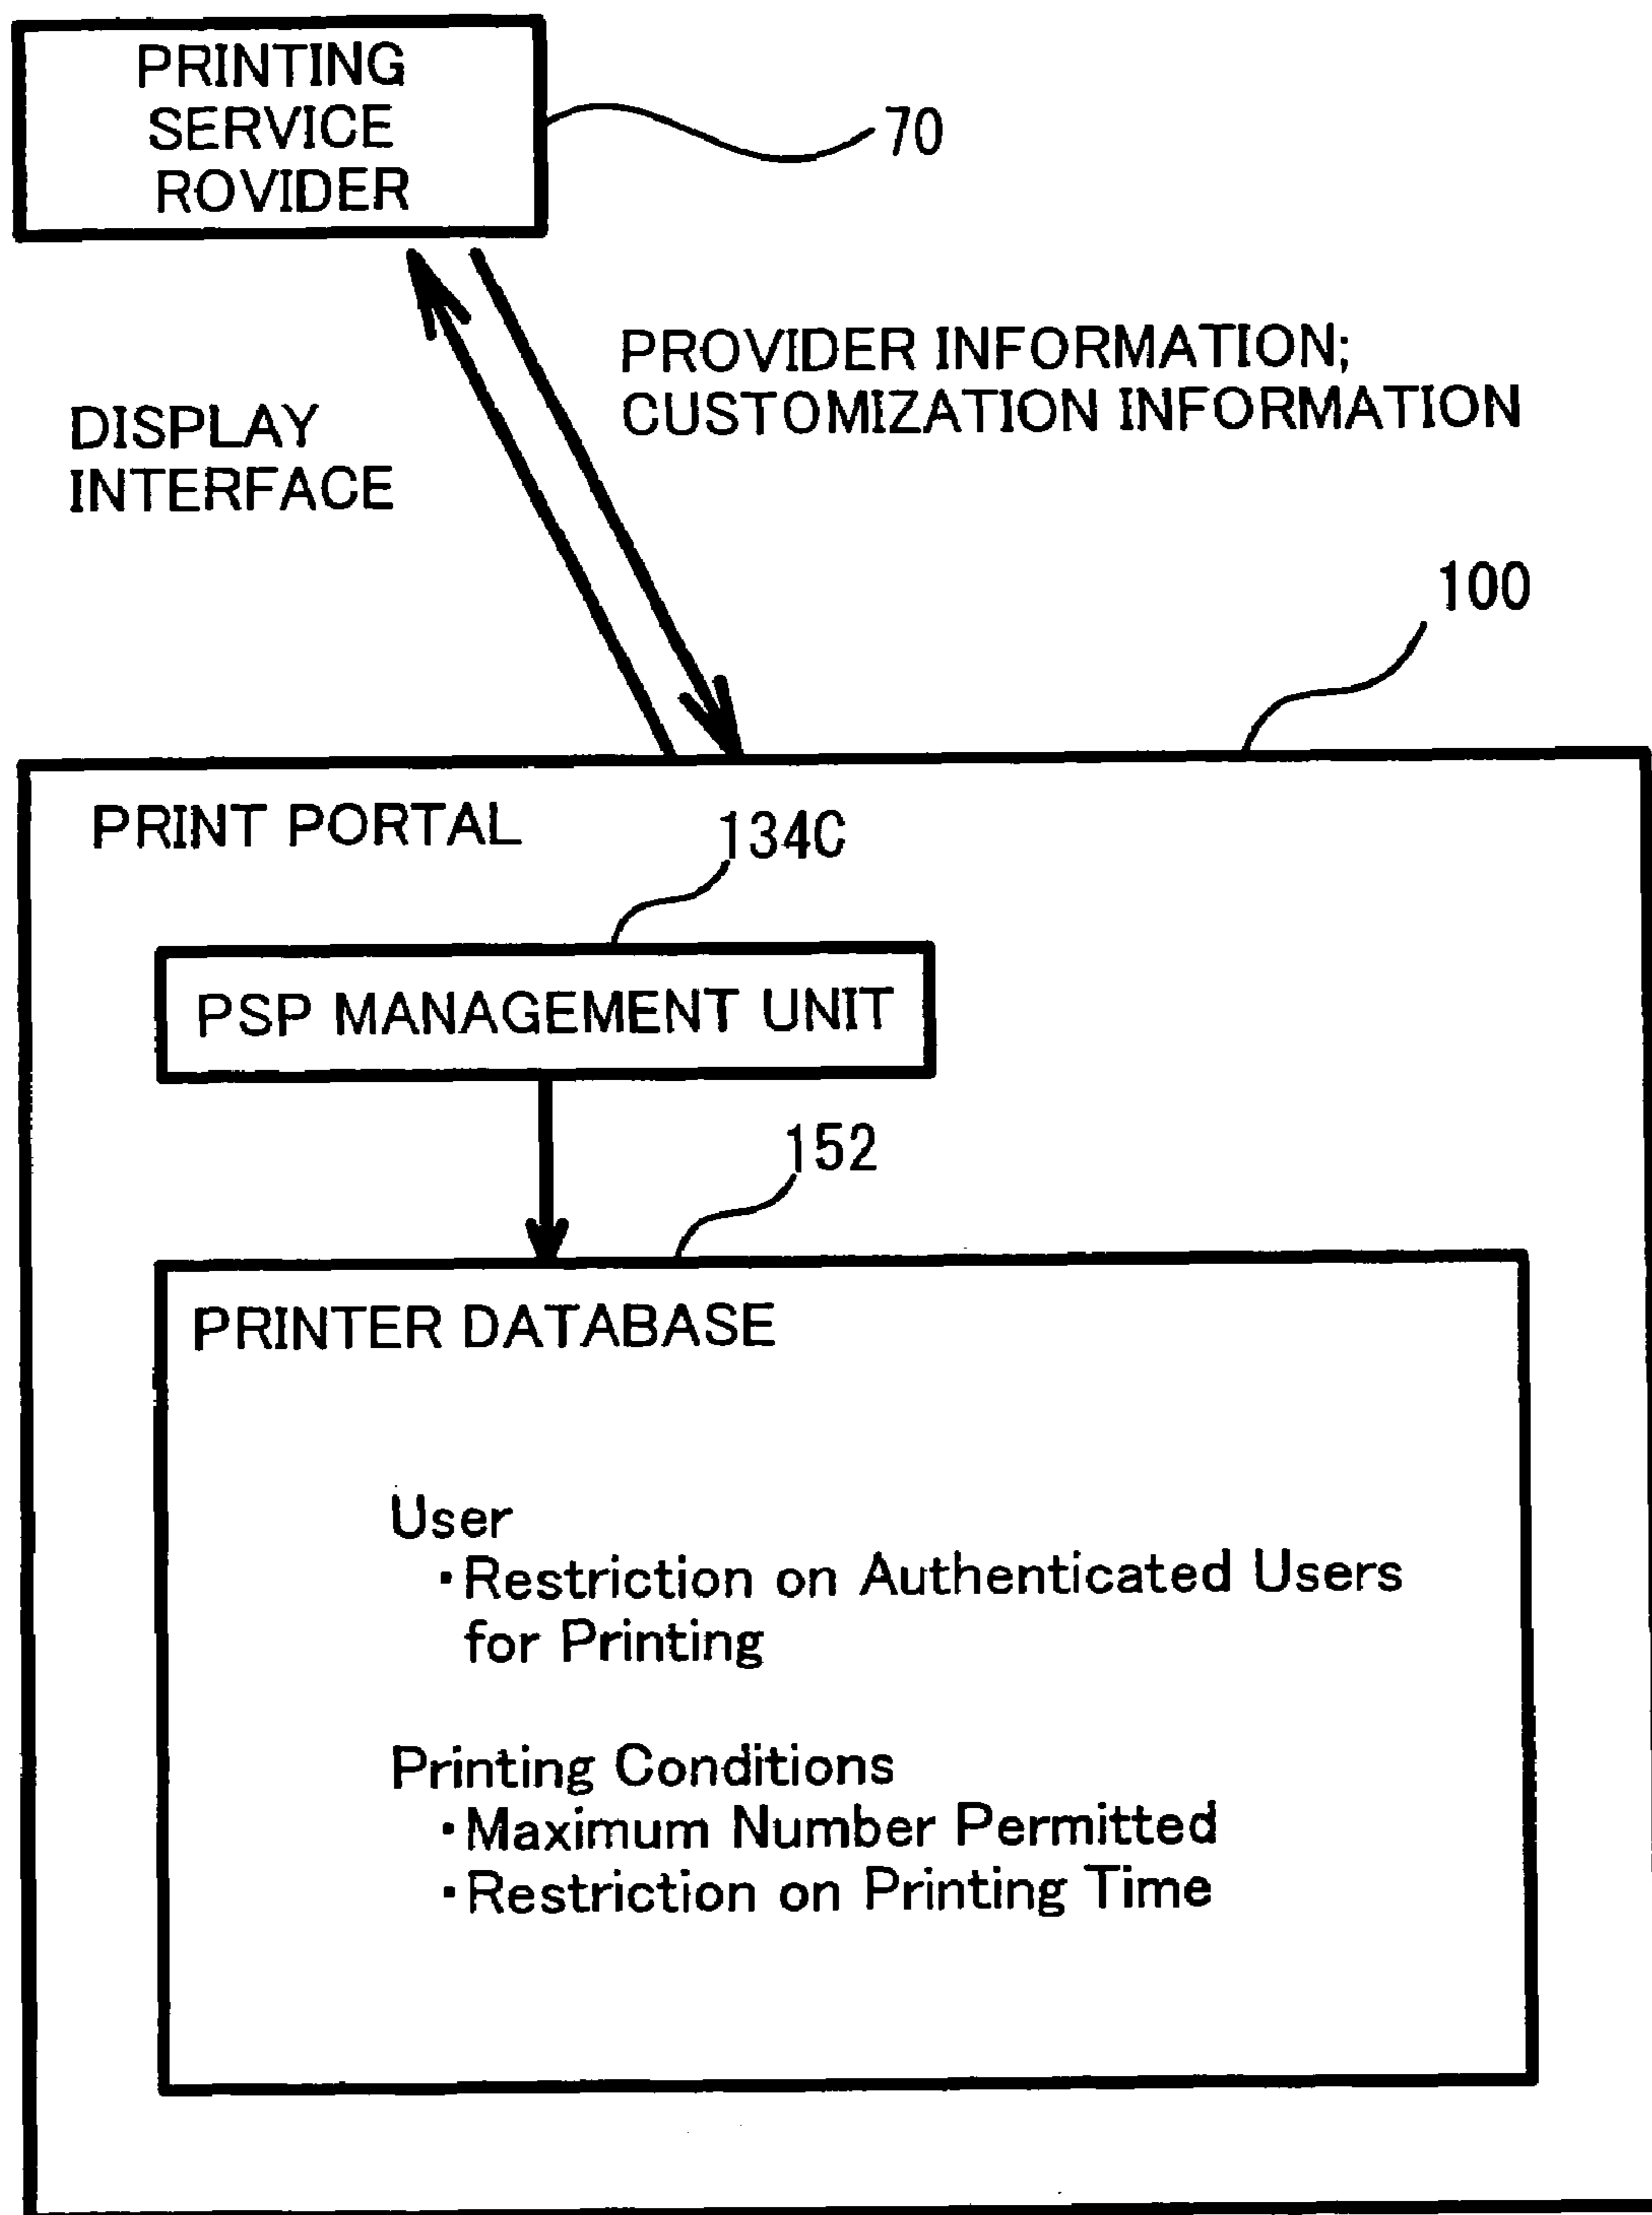 PRINTING
SERVICE
ROVIDER
70
PROVIDER INFORMATION;
CUSTOMIZATION INFORMATION
DISPLAY
INTERFACE
100
PRINT PORTAL
134C
PSP MANAGEMENT UNIT
152
PRINTER DATABASE
User
・Restriction on Authenticated Users
for Printing
Printing Conditions
・Maximum Number Permitted
・Restriction on Printing Time